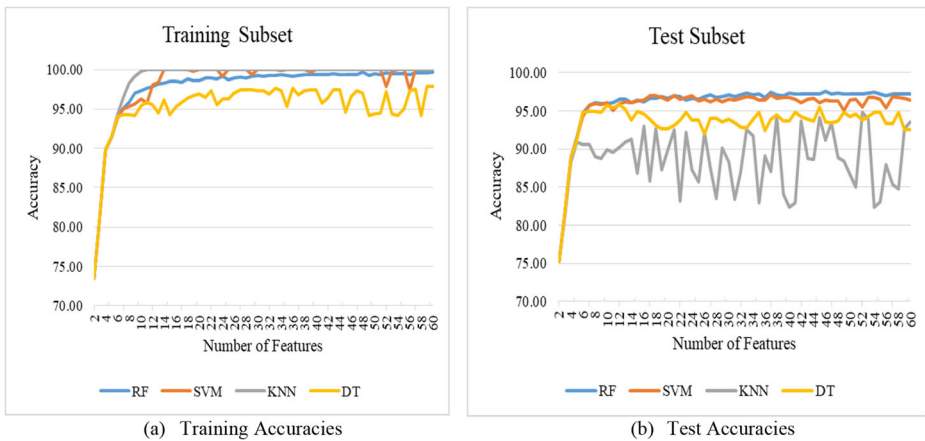 Training Subset
100.00
95.00
90.00
85.00
80.00
75.00
70.00
Accuracy
2 4 6 8 10 12 14 16 18 20 22 24 26 28 30 32 34 36 38 40 42 44 46 48 50 52 54 56 58 60
Number of Features
RF SVM KNN DT
(a) Training Accuracies
Test Subset
100.00
95.00
90.00
85.00
80.00
75.00
70.00
Accuracy
2 4 6 8 10 12 14 16 18 20 22 24 26 28 30 32 34 36 38 40 42 44 46 48 50 52 54 56 58 60
Number of Features
RF SVM KNN DT
(b) Test Accuracies